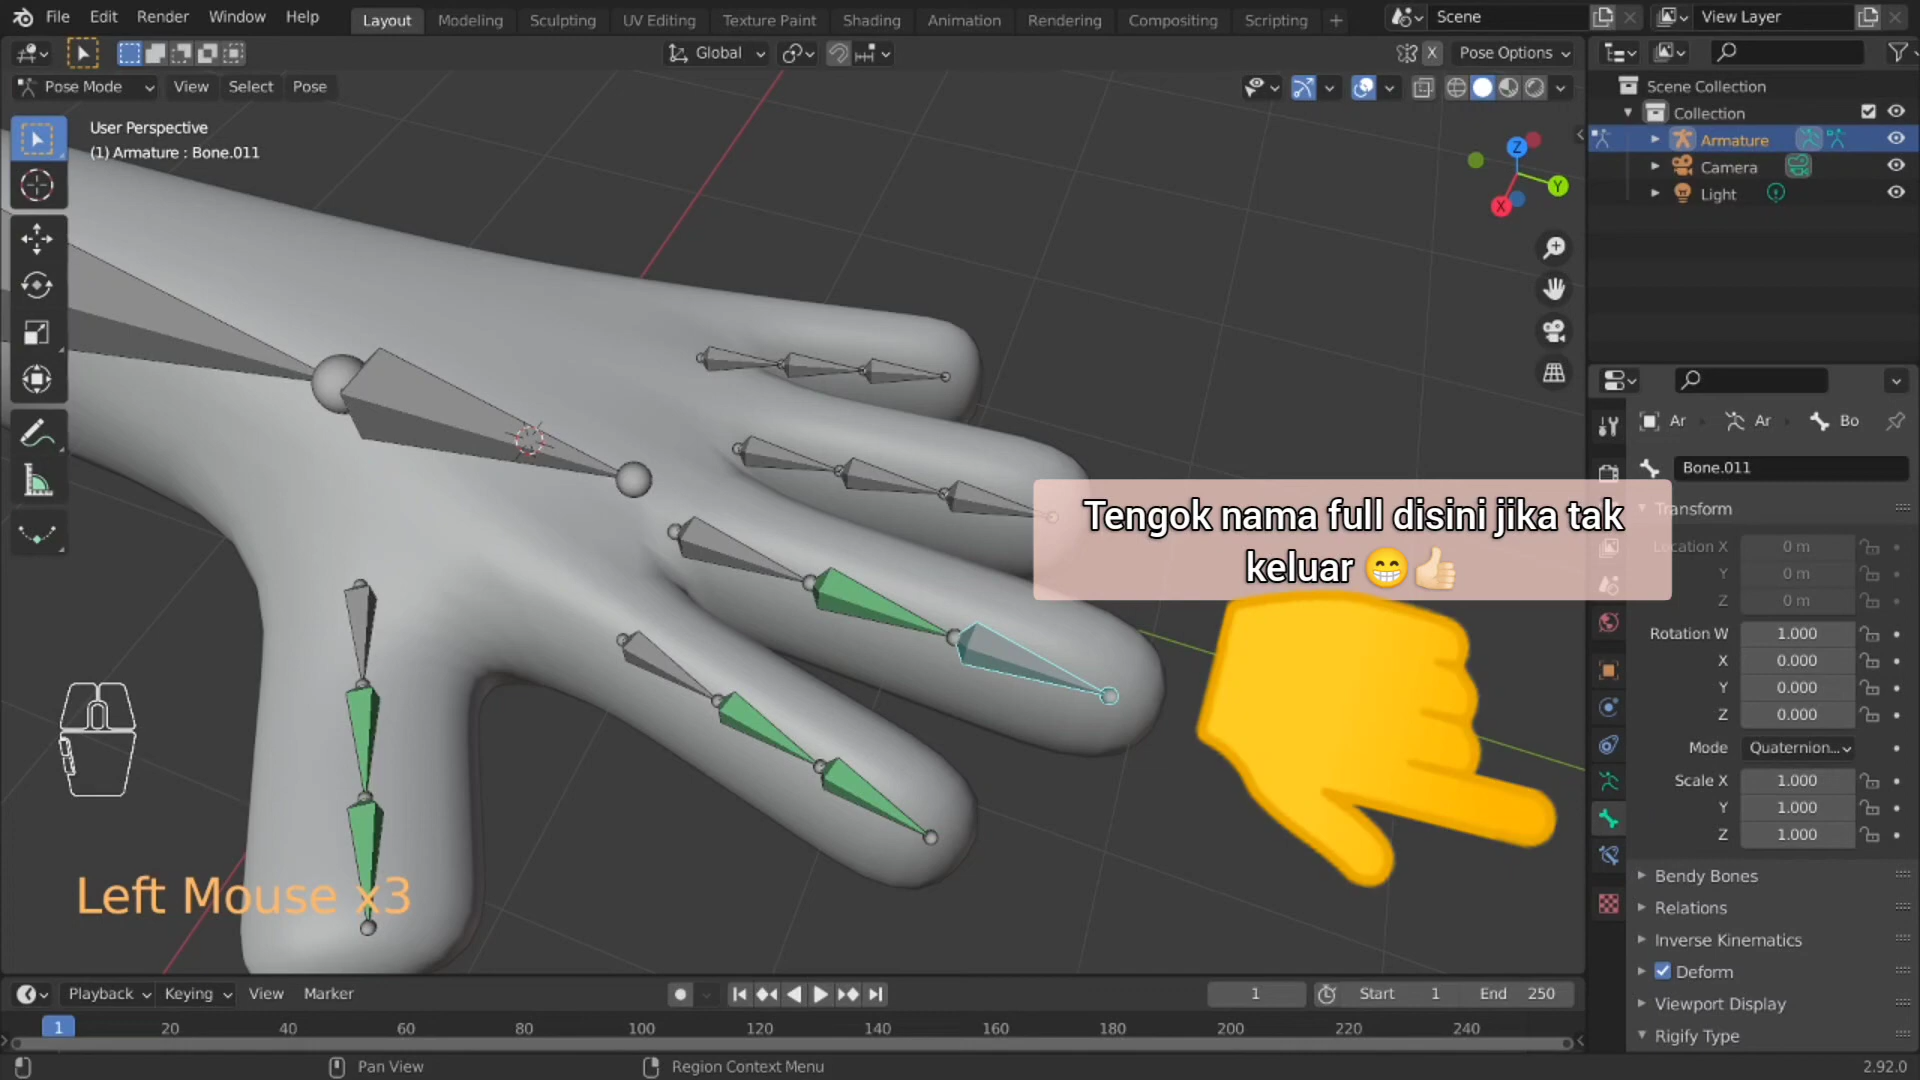 File Edit Render Window Help Layout Modeling Sculpting UV Editing Texture Paint Shading Animation Rendering Compositing Scripting + Scene View Layer
Global X Pose Options
Pose Mode View Select Pose
User Perspective
(1) Armature : Bone.011
Z
Y
X
Scene Collection
Collection
Armature
Camera
Light
Ar Ar Bo
Bone.011
Transform
Location X 0 m
Y 0 m
Z 0 m
Rotation W 1.000
X 0.000
Y 0.000
Z 0.000
Mode Quaternion...
Scale X 1.000
Y 1.000
Z 1.000
Bendy Bones
Relations
Inverse Kinematics
Deform
Viewport Display
Rigify Type
Tengok nama full disini jika tak
keluar 😁👍🏻
Left Mouse x3
Playback Keying View Marker 1 Start 1 End 250
1 20 40 60 80 100 120 140 160 180 200 220 240
Pan View Region Context Menu 2.92.0